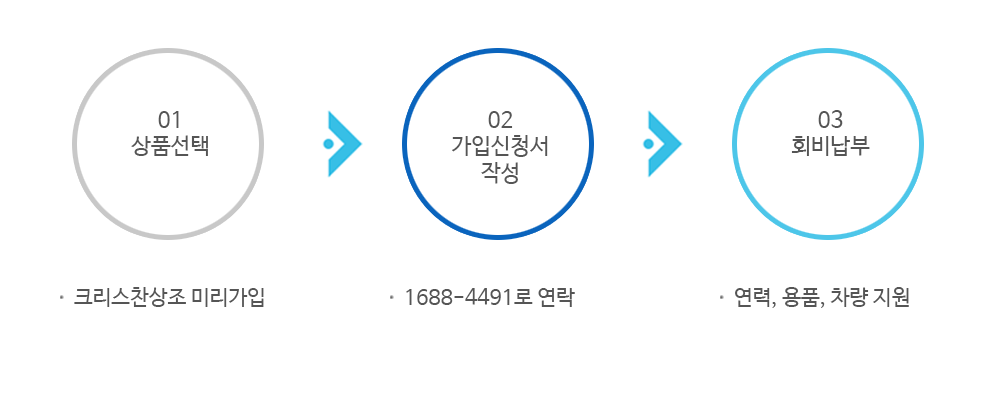 01
상품선택
02
가입신청서
작성
03
회비납부
· 크리스찬상조 미리가입
· 1688-4491로 연락
· 연력, 용품, 차량 지원